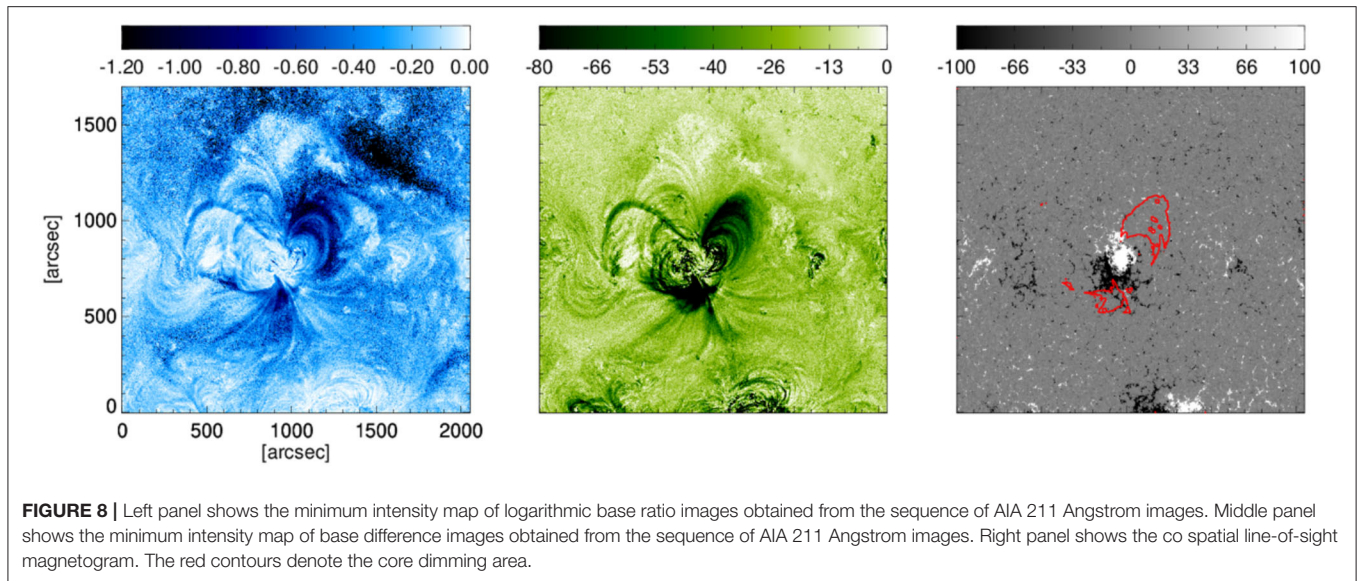 -1.20 -1.00 -0.80 -0.60 -0.40 -0.20 0.00
-80 -66 -53 -40 -26 -13 0
-100 -66 -33 0 33 66 100
1500
1000
500
0
[arcsec]
0 500 1000 1500 2000
[arcsec]
FIGURE 8 | Left panel shows the minimum intensity map of logarithmic base ratio images obtained from the sequence of AIA 211 Angstrom images. Middle panel
shows the minimum intensity map of base difference images obtained from the sequence of AIA 211 Angstrom images. Right panel shows the co spatial line-of-sight
magnetogram. The red contours denote the core dimming area.